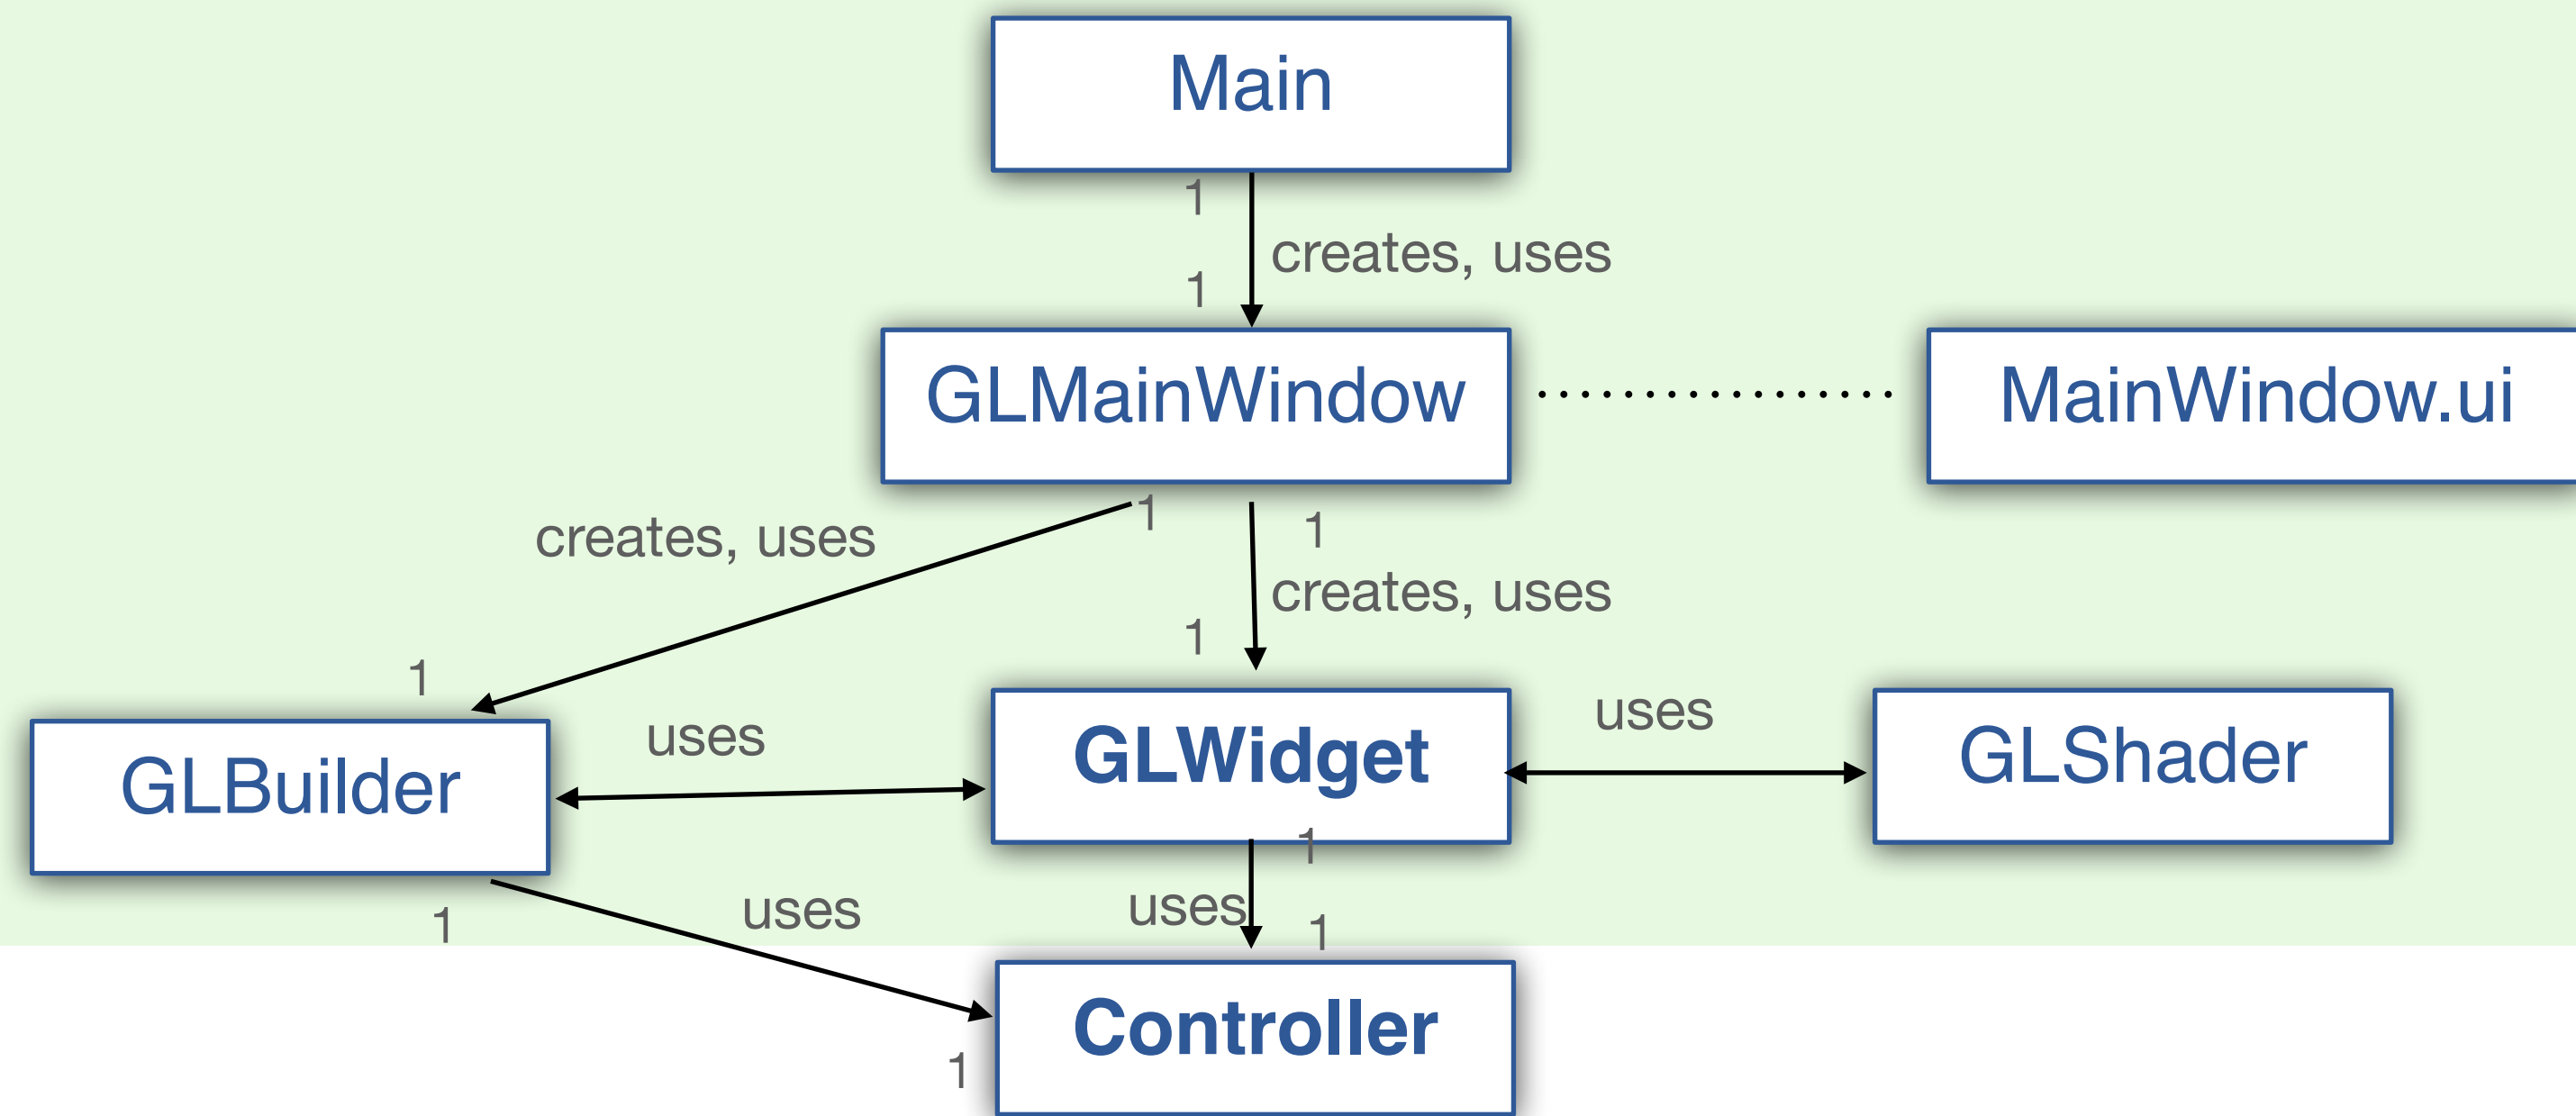 Main
1
creates, uses
1
GLMainWindow
MainWindow.ui
1
1
creates, uses
creates, uses
1
1
uses
uses
GLBuilder
GLWidget
GLShader
1
1
uses
uses
1
Controller
1